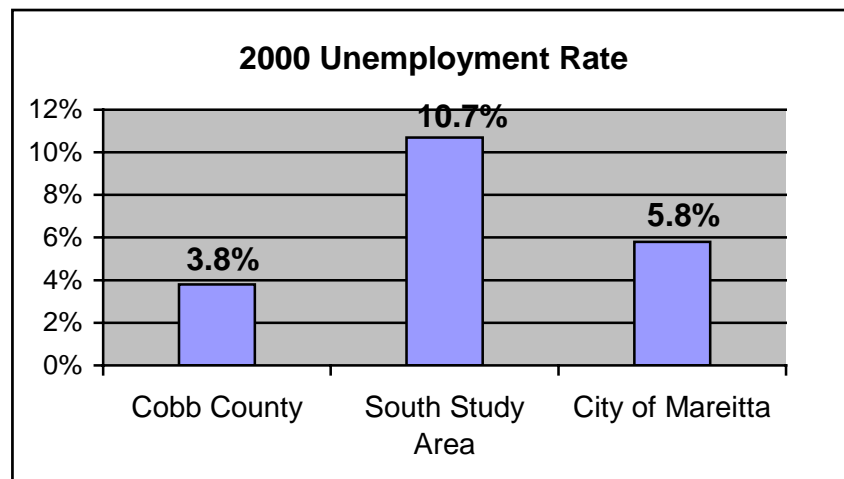 2000 Unemployment Rate
12%
10%
8%
6%
4%
2%
0%
3.8%
10.7%
5.8%
Cobb County
South Study
Area
City of Mareitta